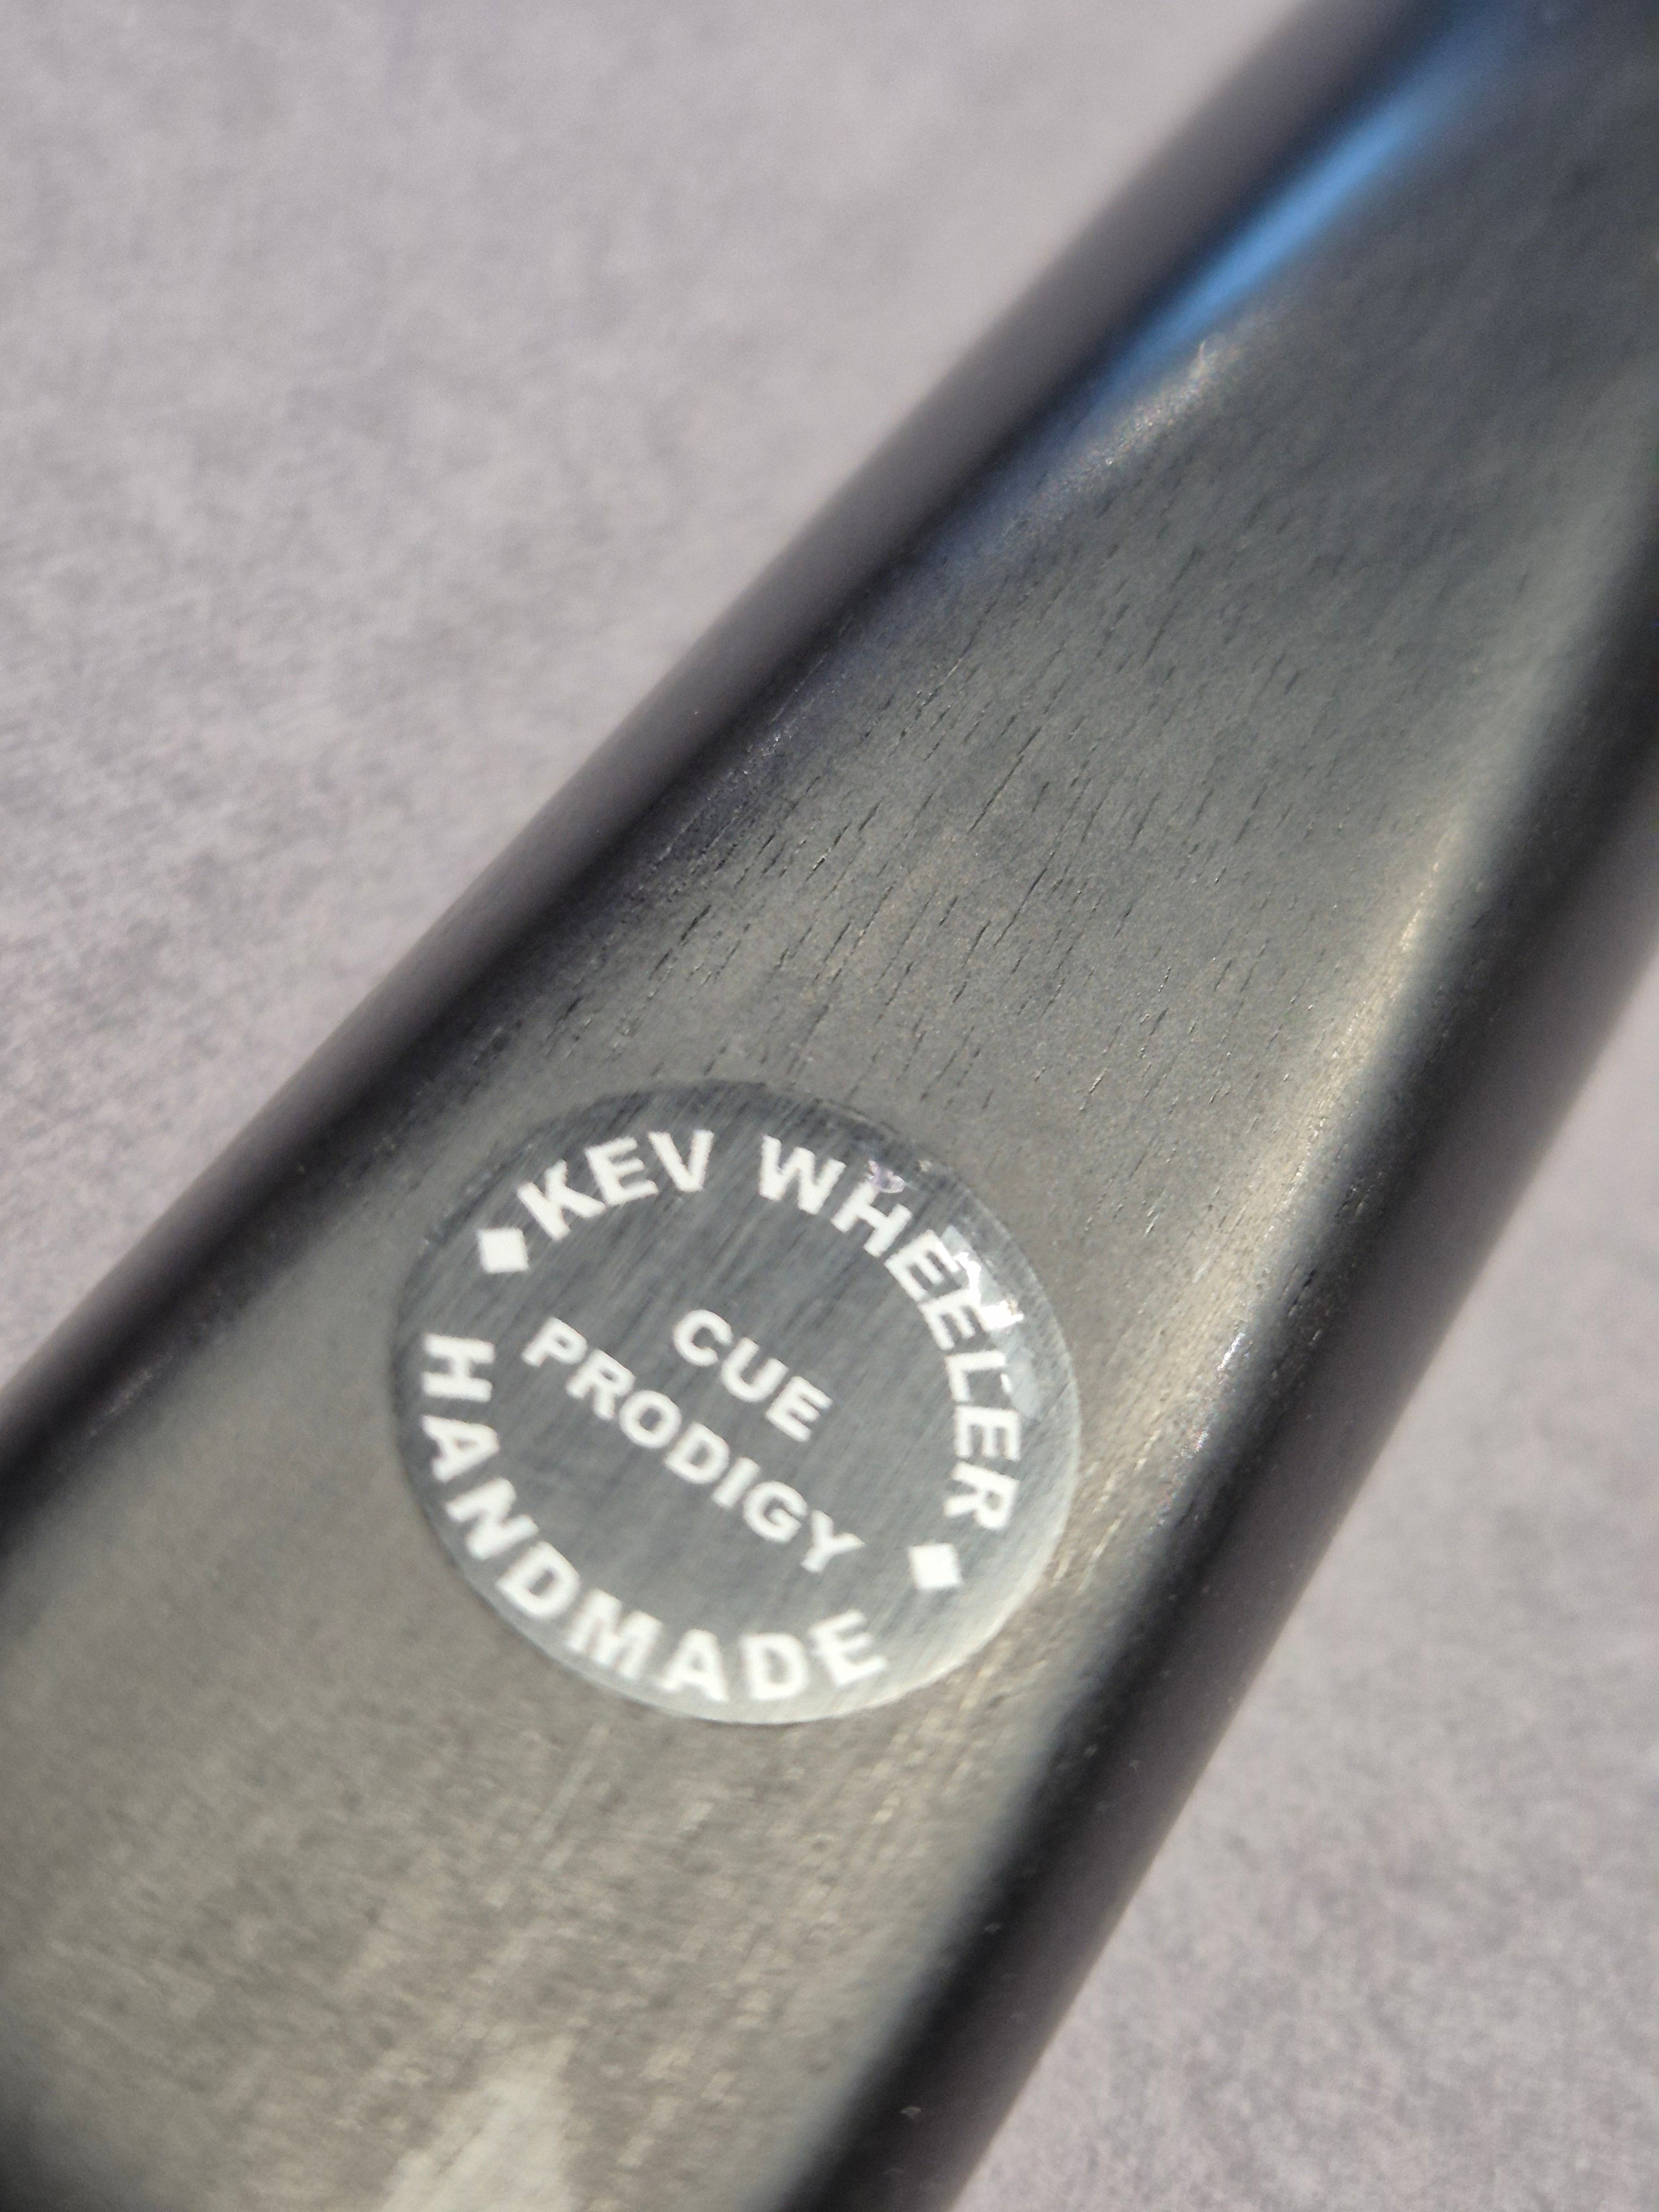 KEV WHEELER
CUE
PRODIGY
HANDMADE